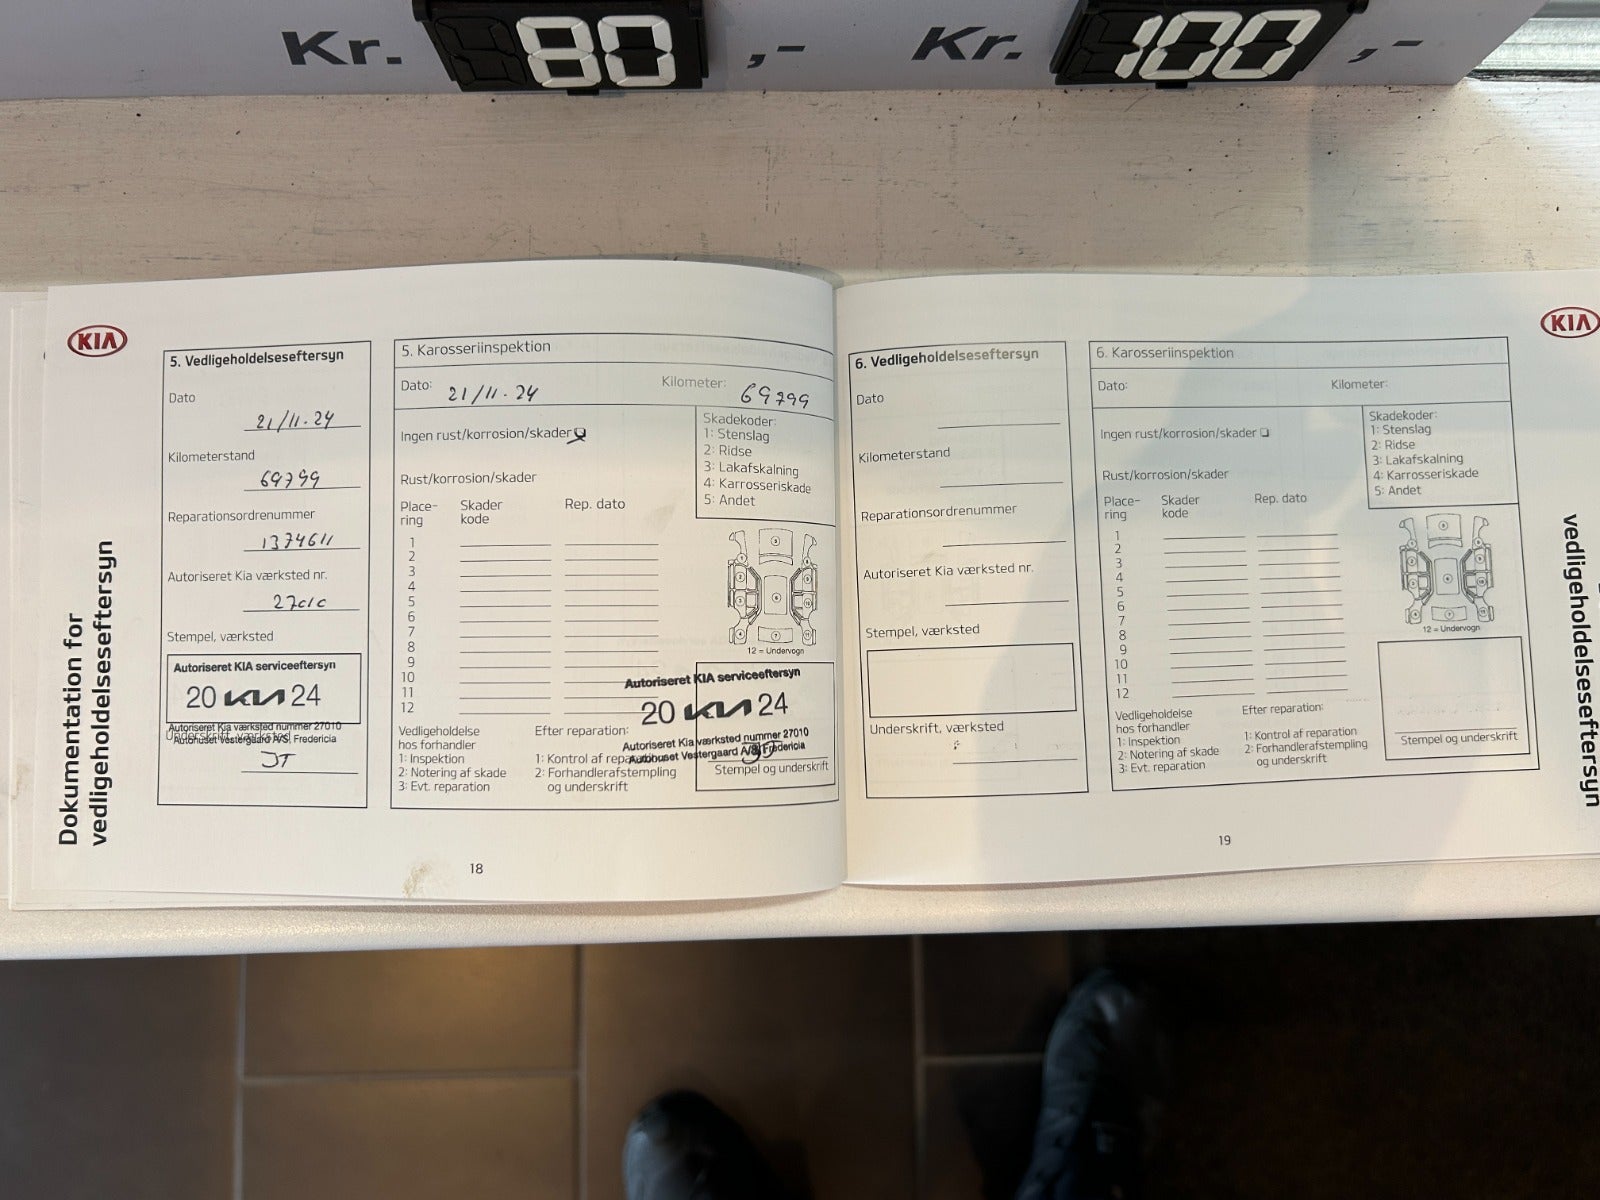 Kr. 80,-
Kr. 100,-
KIA
Dokumentation for
vedligeholdelseseftersyn
5. Vedligeholdelseseftersyn
Dato
21/11-24
Kilometerstand
69799
Reparationsordrenummer
1374611
Autoriseret Kia værksted nr.
Stempel, værksted
Autoriseret KIA serviceeftersyn
20 KIA 24
Autoriseret Kia værksted nummer 27010
Autohuset Vestergaard A/S, Fredericia
Underskrift, værksted
JT
5. Karosseriinspektion
Dato: 21/11-24
Kilometer: 69799
Ingen rust/korrosion/skader
Skadekoder:
1: Stenslag
2: Ridse
3: Lakafskalning
4: Karrosseriskade
5: Andet
Rust/korrosion/skader
Place-
ring
Skader
kode
Rep. dato
1
2
3
4
5
6
7
8
9
10
11
12
12 = Undervogn
Autoriseret KIA serviceeftersyn
20 KIA 24
Autoriseret Kia værksted nummer 27010
Autohuset Vestergaard A/S, Fredericia
Stempel og underskrift
Vedligeholdelse
hos forhandler
1: Inspektion
2: Notering af skade
3: Evt. reparation
Efter reparation:
1: Kontrol af reparation
2: Forhandlerafstempling
og underskrift
18
6. Vedligeholdelseseftersyn
Dato
Kilometerstand
Reparationsordrenummer
Autoriseret Kia værksted nr.
Stempel, værksted
Underskrift, værksted
6. Karosseriinspektion
Dato:
Kilometer:
Ingen rust/korrosion/skader
Skadekoder:
1: Stenslag
2: Ridse
3: Lakafskalning
4: Karrosseriskade
5: Andet
Rust/korrosion/skader
Place-
ring
Skader
kode
Rep. dato
1
2
3
4
5
6
7
8
9
10
11
12
12 = Undervogn
Vedligeholdelse
hos forhandler
1: Inspektion
2: Notering af skade
3: Evt. reparation
Efter reparation:
1: Kontrol af reparation
2: Forhandlerafstempling
og underskrift
Stempel og underskrift
19
KIA
vedligeholdelseseftersyn